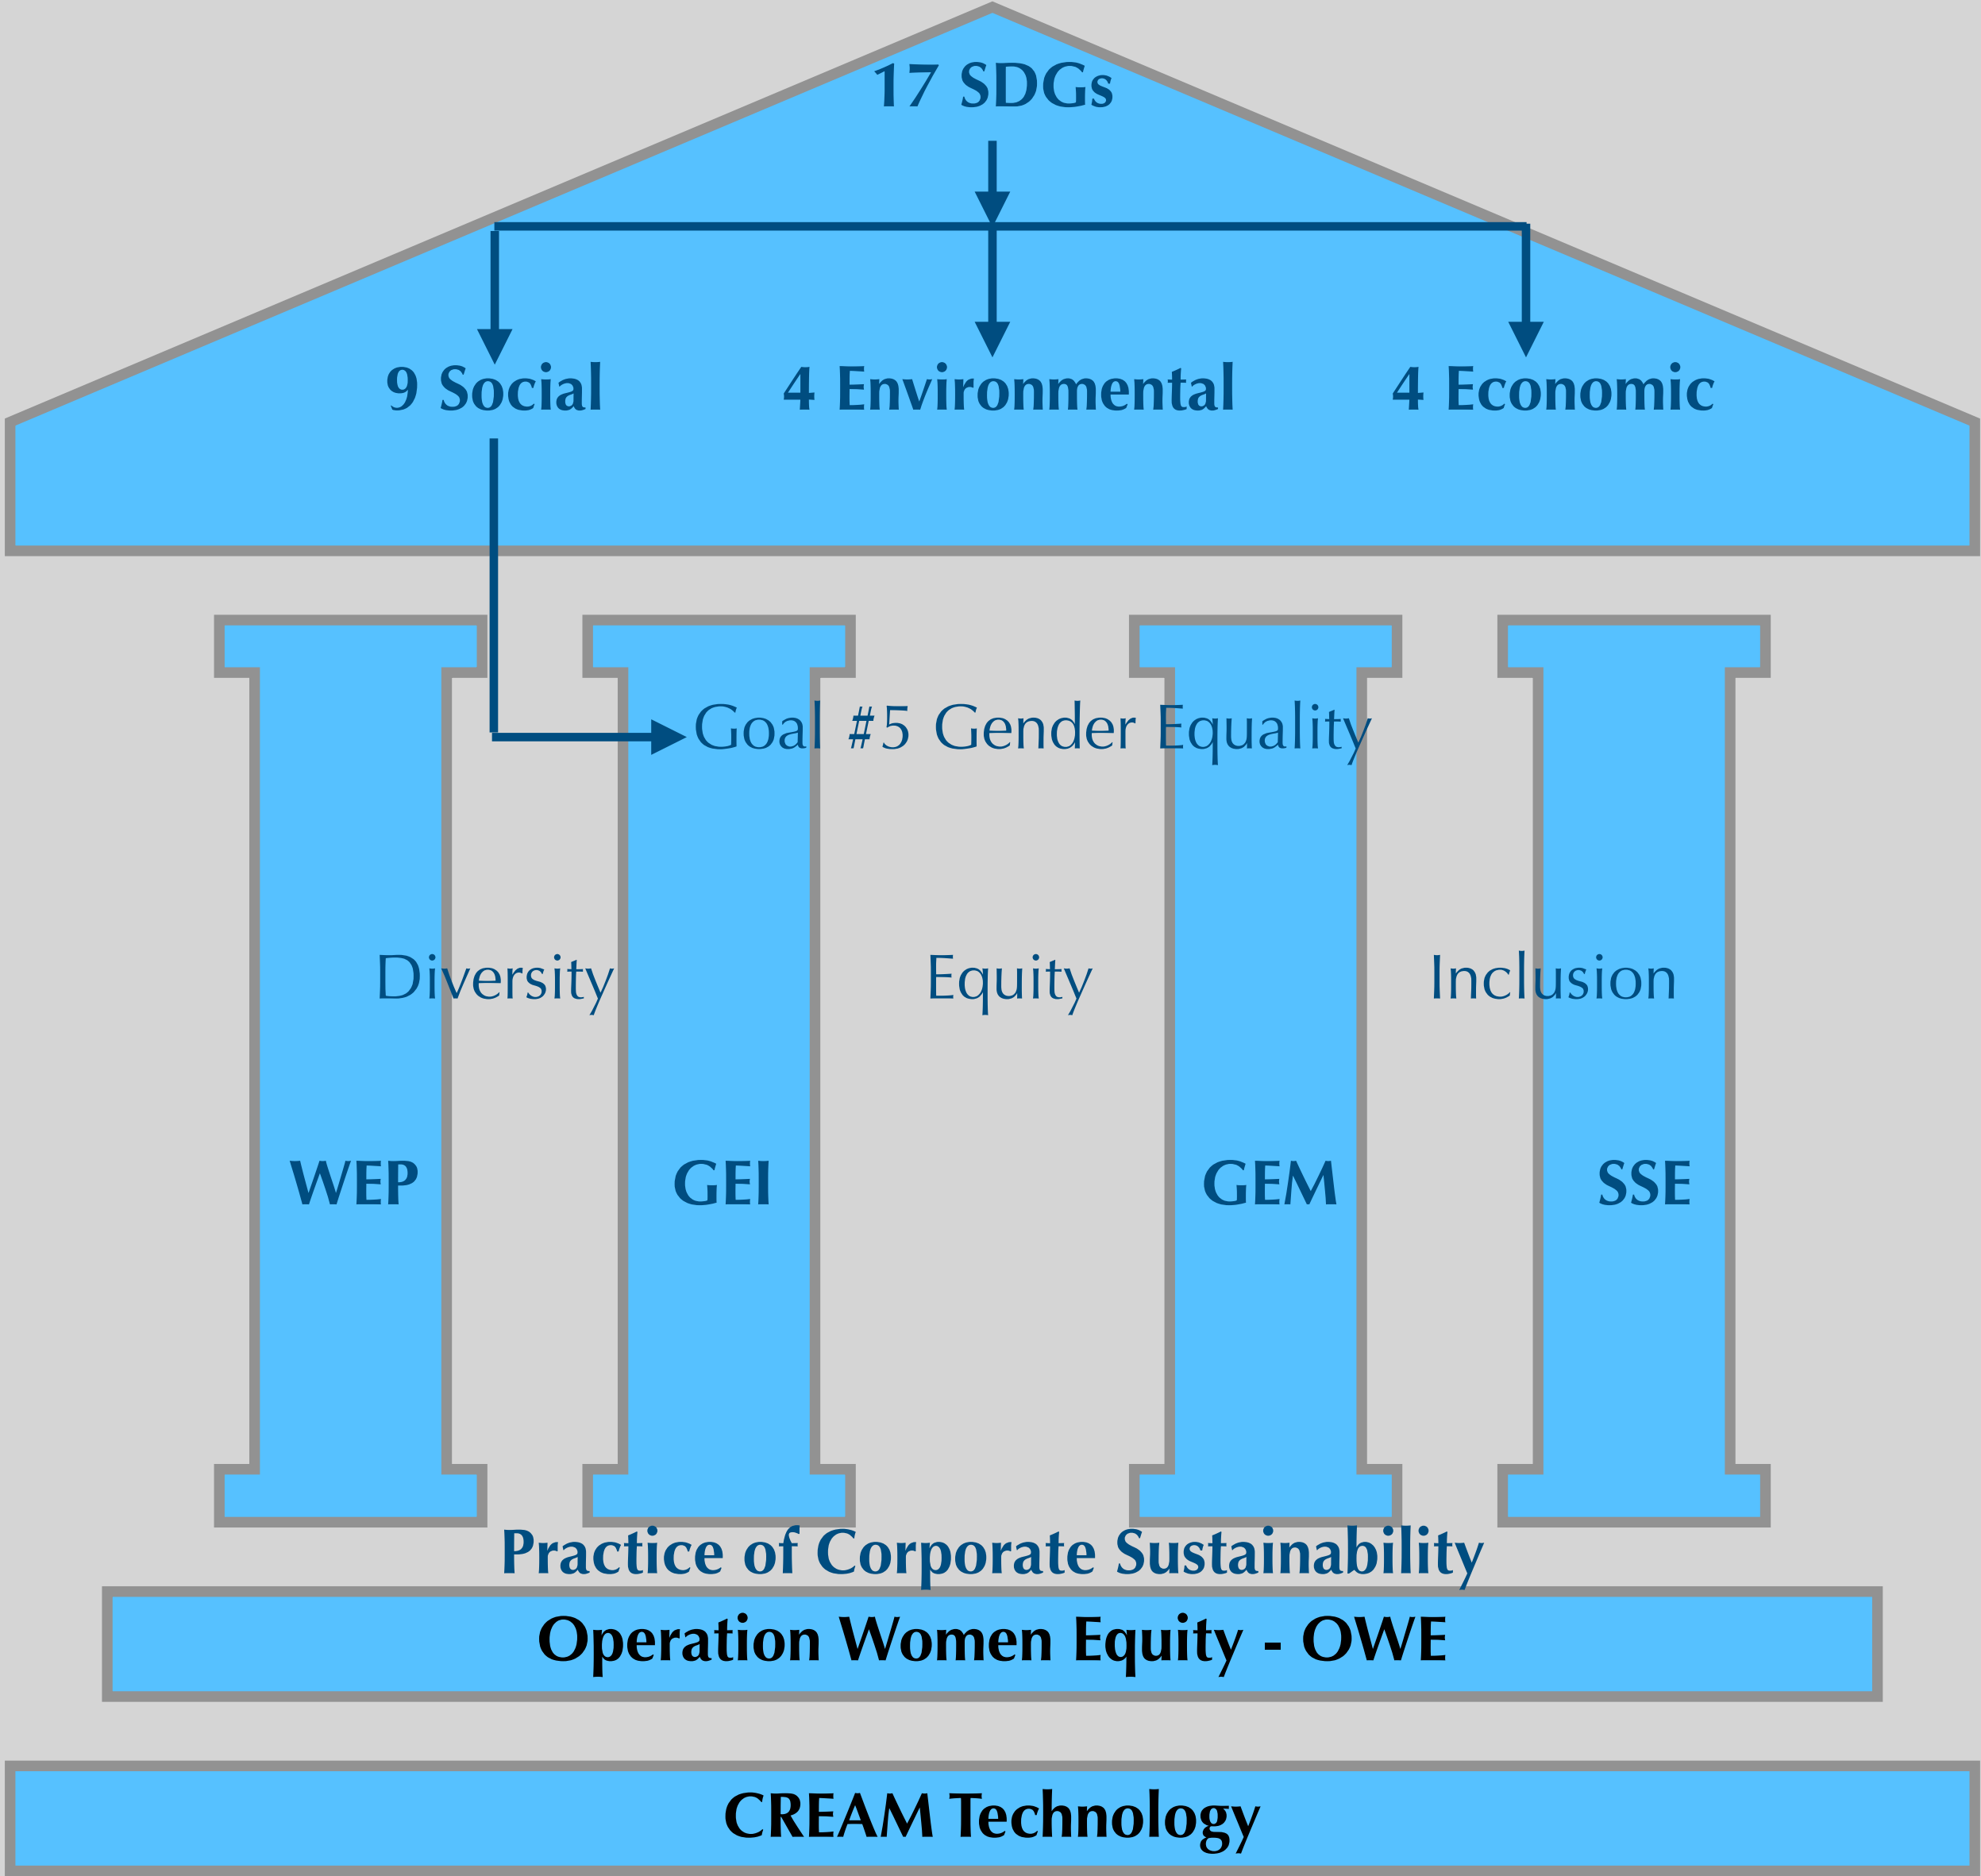 17 SDGs
9 Social
4 Environmental
4 Economic
Goal #5 Gender Equality
Diversity
Equity
Inclusion
WEP
GEI
GEM
SSE
Practice of Corporate Sustainability
Operation Women Equity - OWE
CREAM Technology